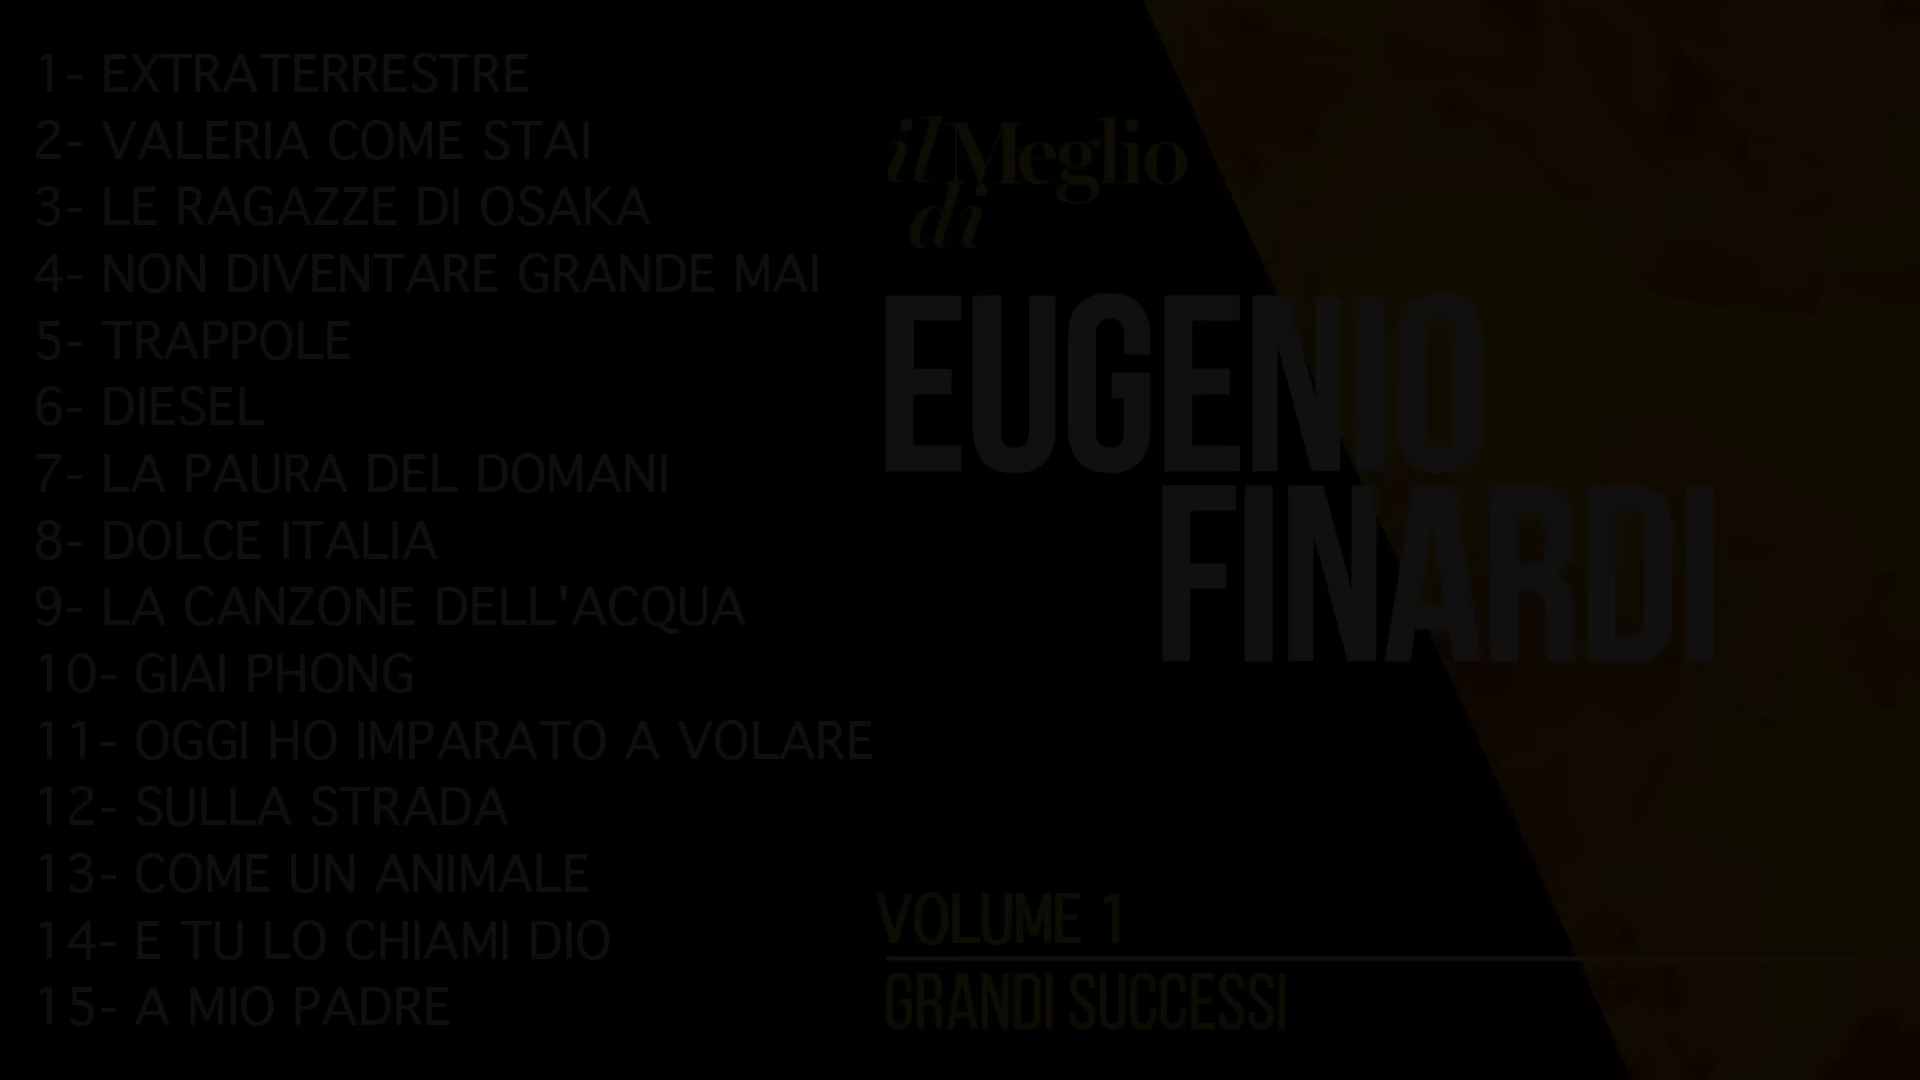 1- EXTRATERRESTRE
2- VALERIA COME STAI
3- LE RAGAZZE DI OSAKA
4- NON DIVENTARE GRANDE MAI
5- TRAPPOLE
6- DIESEL
7- LA PAURA DEL DOMANI
8- DOLCE ITALIA
9- LA CANZONE DELL'ACQUA
10- GIAI PHONG
11- OGGI HO IMPARATO A VOLARE
12- SULLA STRADA
13- COME UN ANIMALE
14- E TU LO CHIAMI DIO
15- A MIO PADRE
il Meglio
di
EUGENIO
FINARDI
VOLUME 1
GRANDI SUCCESSI